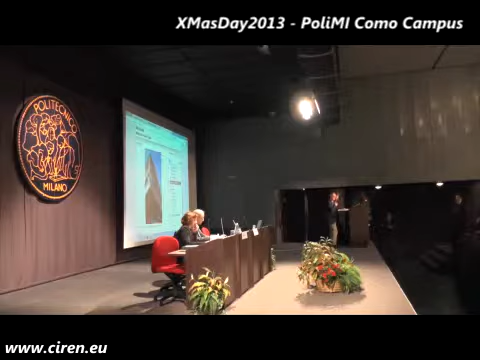 XMasDay2013 - PoliMI Como Campus
POLITECNICO
MILANO
www.ciren.eu